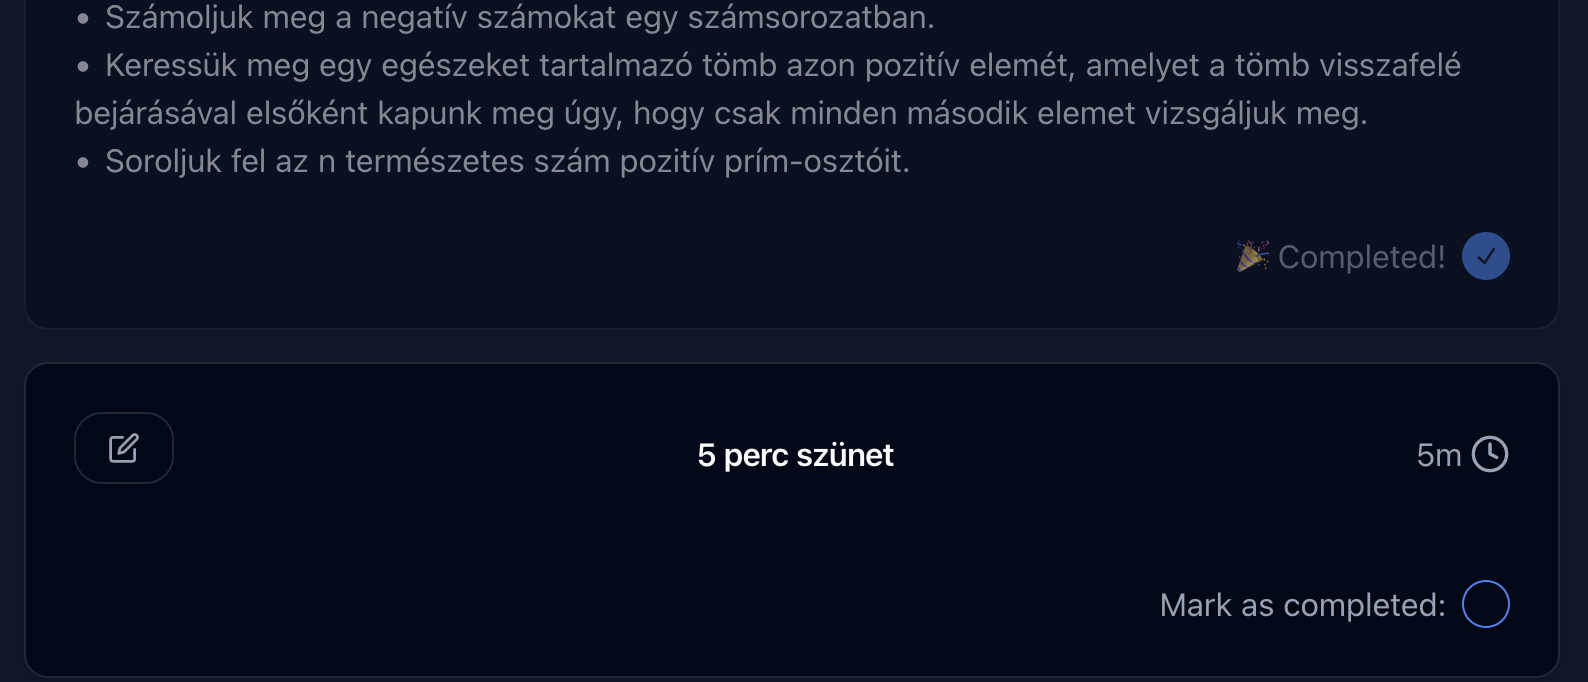 • Számoljuk meg a negatív számokat egy számsorozatban.
• Keressük meg egy egészeket tartalmazó tömb azon pozitív elemét, amelyet a tömb visszafelé
bejárásával elsőként kapunk meg úgy, hogy csak minden második elemet vizsgáljuk meg.
• Soroljuk fel az n természetes szám pozitív prím-osztóit.
🎉 Completed!
5 perc szünet
5m
Mark as completed: